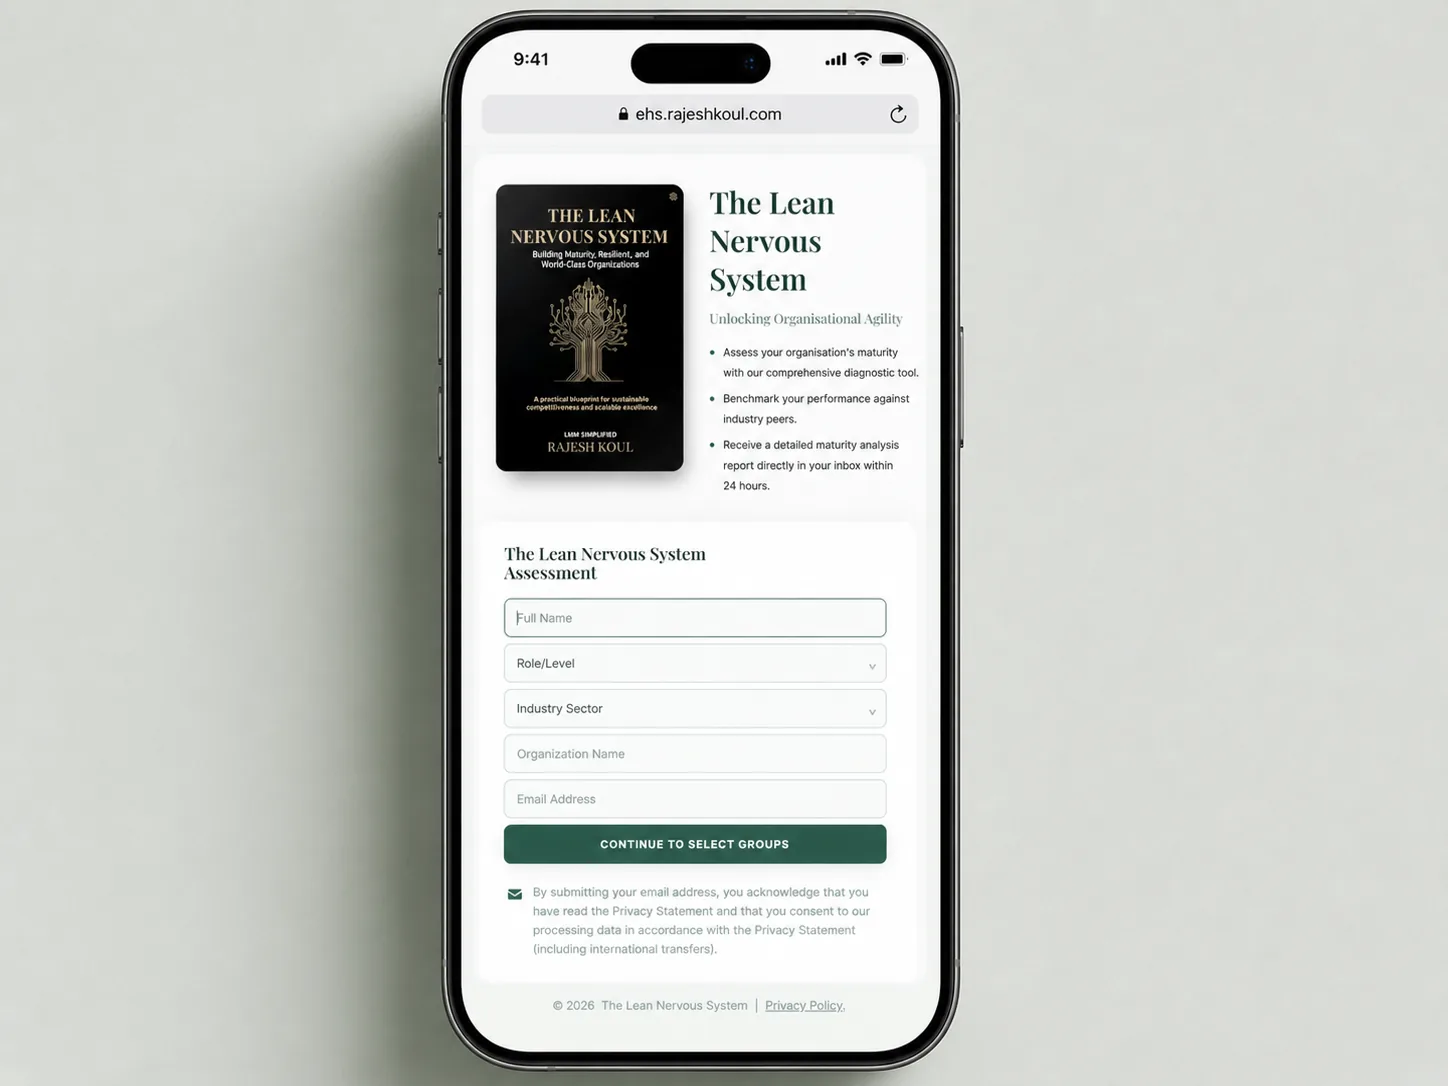 9:41
ehs.rajeshkoul.com
THE LEAN
NERVOUS SYSTEM
Building Maturity, Resilient, and
World-Class Organizations
A practical blueprint for sustainable
competitiveness and scalable excellence
LMM SIMPLIFIED
RAJESH KOUL
The Lean
Nervous
System
Unlocking Organisational Agility
• Assess your organisation's maturity
with our comprehensive diagnostic tool.
• Benchmark your performance against
industry peers.
• Receive a detailed maturity analysis
report directly in your inbox within
24 hours.
The Lean Nervous System
Assessment
Full Name
Role/Level
Industry Sector
Organization Name
Email Address
CONTINUE TO SELECT GROUPS
By submitting your email address, you acknowledge that you
have read the Privacy Statement and that you consent to our
processing data in accordance with the Privacy Statement
(including international transfers).
© 2026 The Lean Nervous System | Privacy Policy,